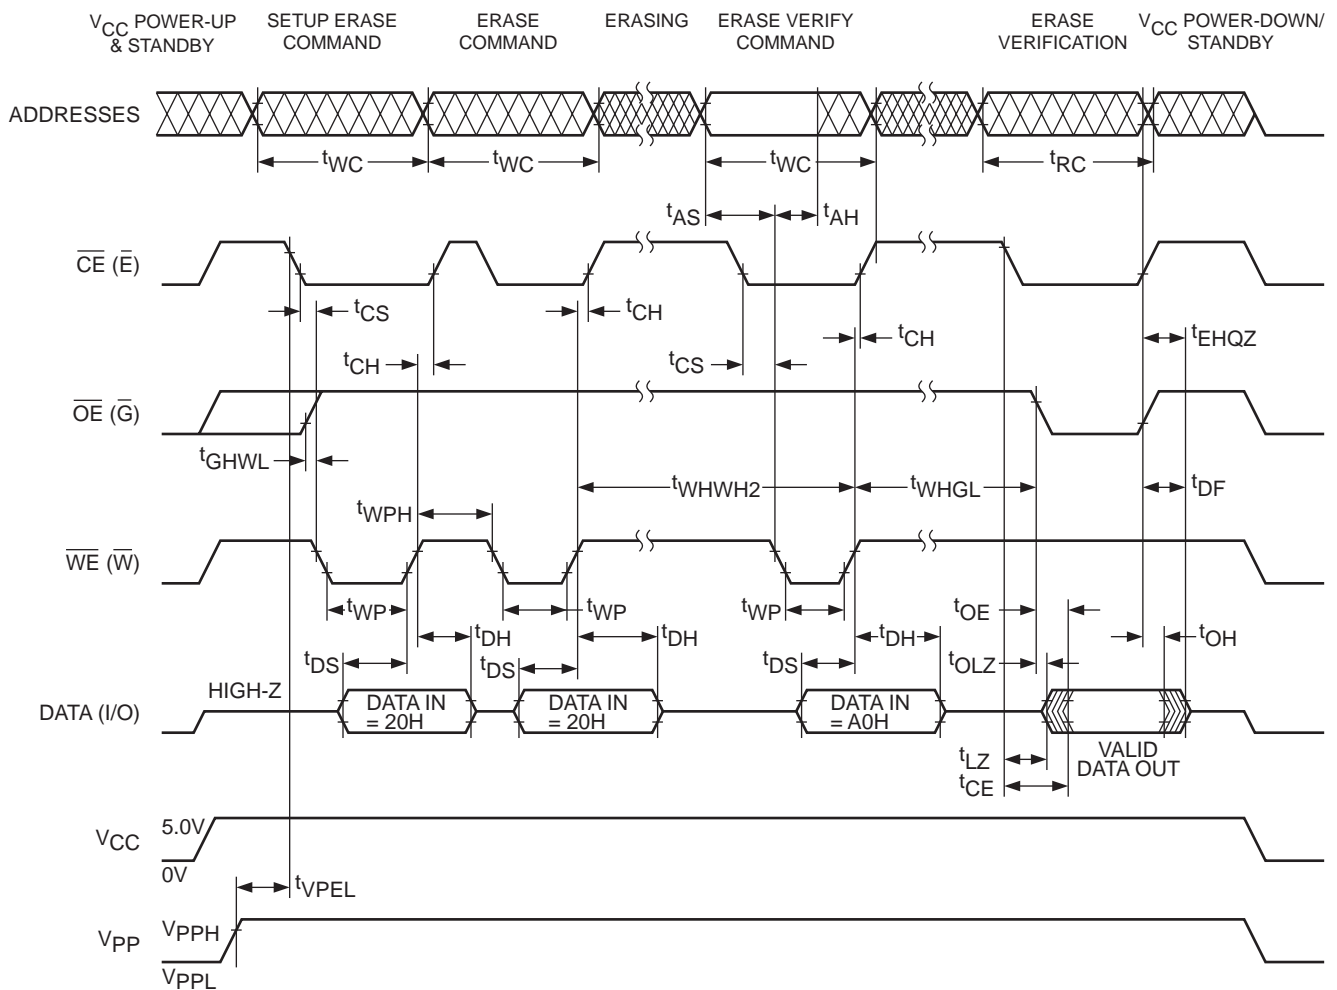 VCC POWER-UP
& STANDBY
SETUP ERASE
COMMAND
ERASE
COMMAND
ERASING
ERASE VERIFY
COMMAND
ERASE
VERIFICATION
VCC POWER-DOWN/
STANDBY
ADDRESSES
tWC
tWC
tWC
tRC
tAS
tAH
CE (E)
tCS
tCH
tCH
tCS
tCH
tEHQZ
OE (G)
tGHWL
tWPH
tWHWH2
tWHGL
tDF
WE (W)
tWP
tWP
tWP
tOE
tDS
tDH
tDS
tDH
tDS
tDH
tOLZ
tOH
HIGH-Z
DATA (I/O)
DATA IN
= 20H
DATA IN
= 20H
DATA IN
= A0H
VALID
DATA OUT
tLZ
tCE
VCC
5.0V
0V
tVPEL
VPP
VPPH
VPPL